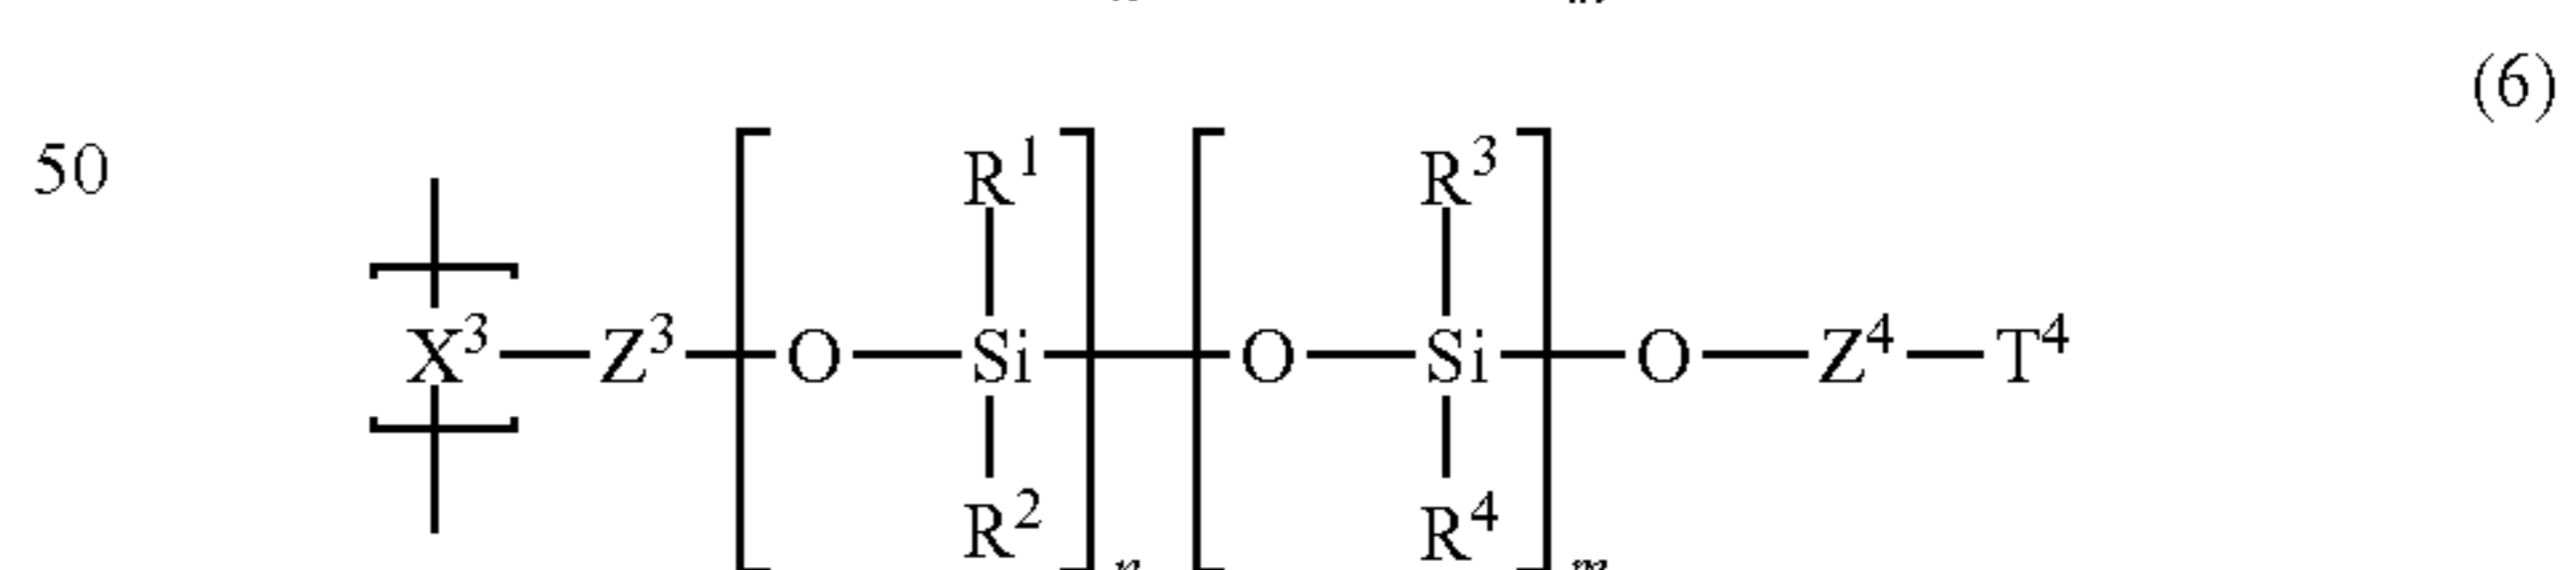 (6)
50
R¹ R³
X³—Z³—[O—Si]—[O—Si]—O—Z⁴—T⁴
R² R⁴
n m